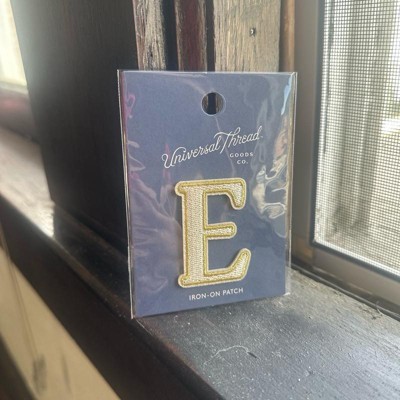 Universal Thread
GOODS
CO.
E
IRON-ON PATCH